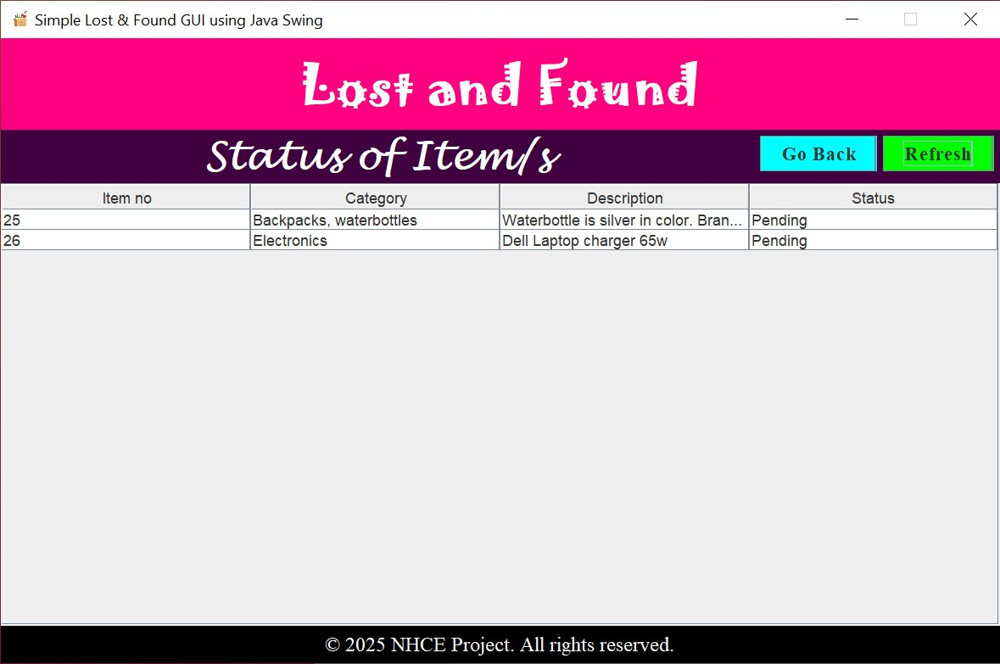 Simple Lost & Found GUI using Java Swing
Lost and Found
Status of Item/s Go Back Refresh
Item no Category Description Status
25 Backpacks, waterbottles Waterbottle is silver in color. Bran... Pending
26 Electronics Dell Laptop charger 65w Pending
© 2025 NHCE Project. All rights reserved.